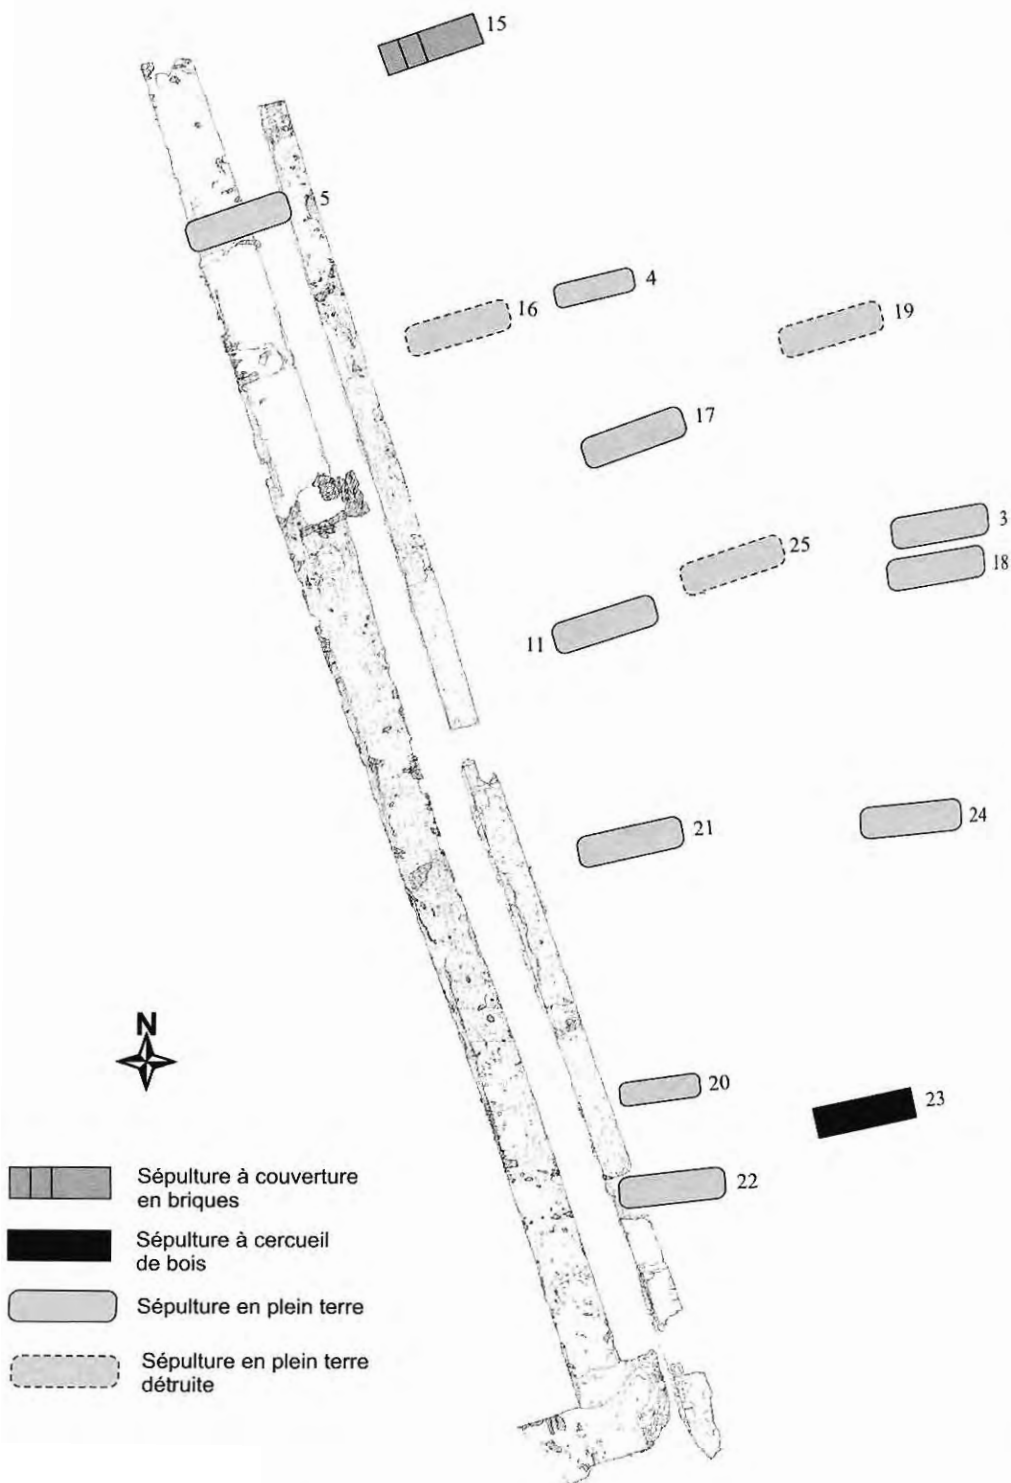 15
5
4
16
19
17
3
25
18
11
24
21
N
20
23
22
Sépulture à couverture
en briques
Sépulture à cercueil
de bois
Sépulture en plein terre
Sépulture en plein terre
détruite